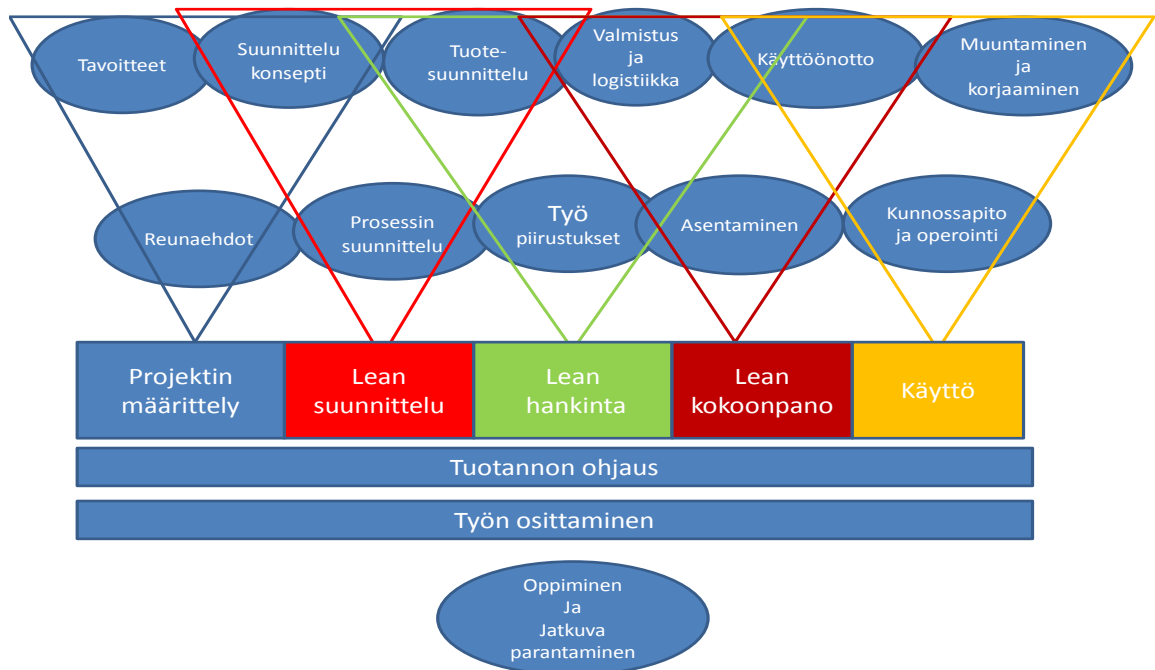 Tavoitteet
Suunnittelu
konsepti
Tuote-
suunnittelu
Valmistus
ja
logistiikka
Käyttöönotto
Muuntaminen
ja
korjaaminen
Reunaehdot
Prosessin
suunnittelu
Työ
piirustukset
Asentaminen
Kunnossapito
ja operointi
Projektin
määrittely
Lean
suunnittelu
Lean
hankinta
Lean
kokoonpano
Käyttö
Tuotannon ohjaus
Työn osittaminen
Oppiminen
Ja
Jatkuva
parantaminen